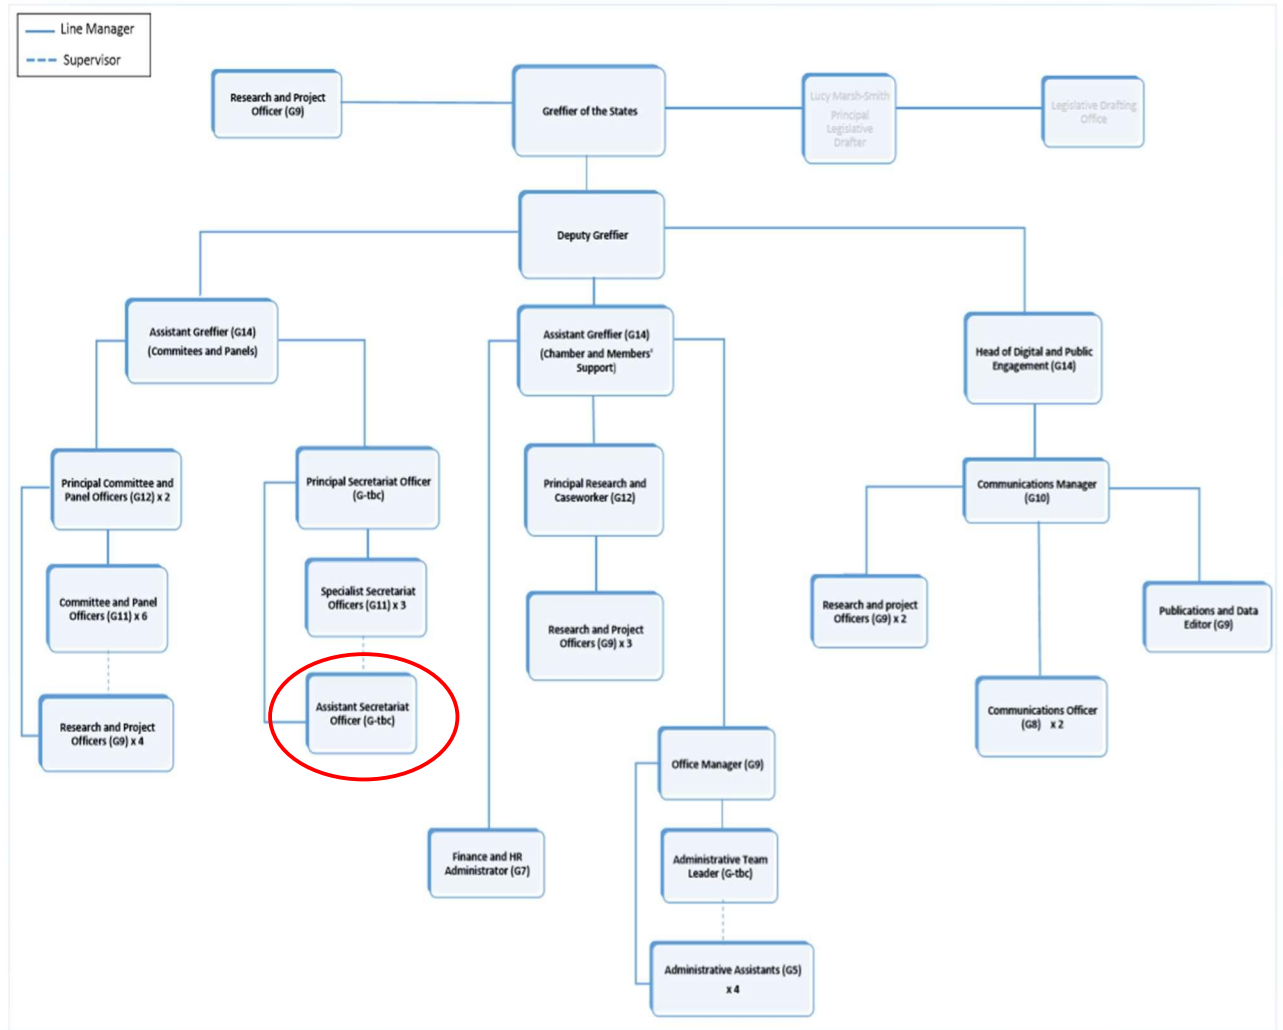 Line Manager
Supervisor
Research and Project
Officer (G9)
Greffier of the States
Lucy Marsh-Smith
Principal
Legislative
Drafter
Legislative Drafting
Office
Deputy Greffier
Assistant Greffier (G14)
(Commitees and Panels)
Assistant Greffier (G14)
(Chamber and Members'
Support)
Head of Digital and Public
Engagement (G14)
Principal Committee and
Panel Officers (G12) x 2
Principal Secretariat Officer
(G-tbc)
Principal Research and
Caseworker (G12)
Communications Manager
(G10)
Committee and Panel
Officers (G11) x 6
Specialist Secretariat
Officers (G11) x 3
Research and Project
Officers (G9) x 3
Research and project
Officers (G9) x 2
Publications and Data
Editor (G9)
Research and Project
Officers (G9) x 4
Assistant Secretariat
Officer (G-tbc)
Communications Officer
(G8) x 2
Office Manager (G9)
Finance and HR
Administrator (G7)
Administrative Team
Leader (G-tbc)
Administrative Assistants (G5)
x 4